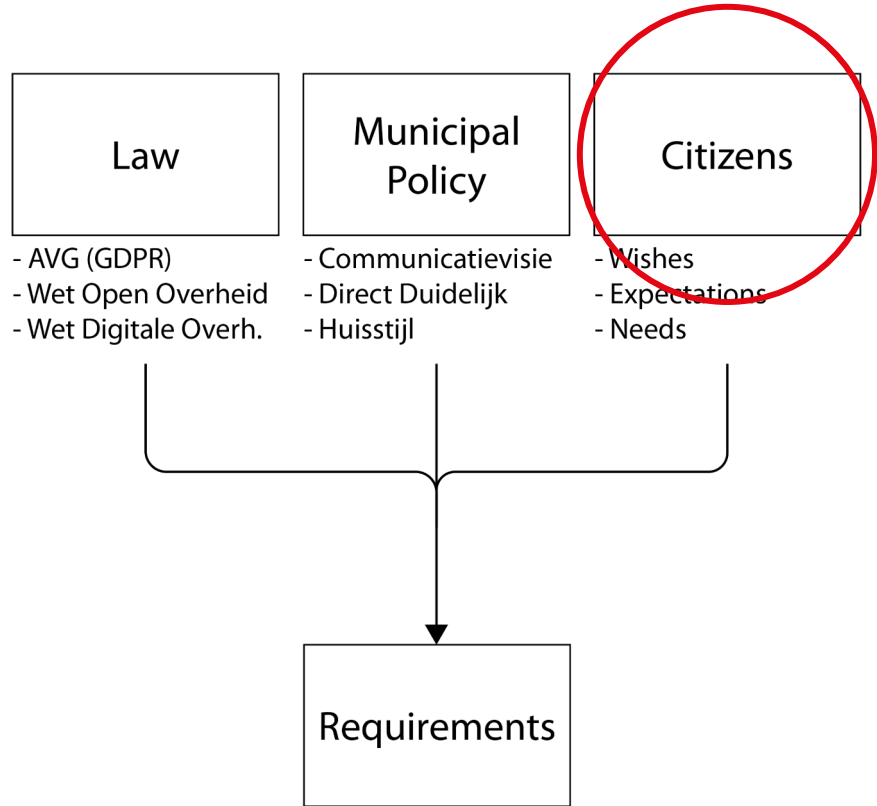 Law
- AVG (GDPR)
- Wet Open Overheid
- Wet Digitale Overh.
Municipal
Policy
- Communicatievisie
- Direct Duidelijk
- Huisstijl
Citizens
- Wishes
- Expectations
- Needs
Requirements